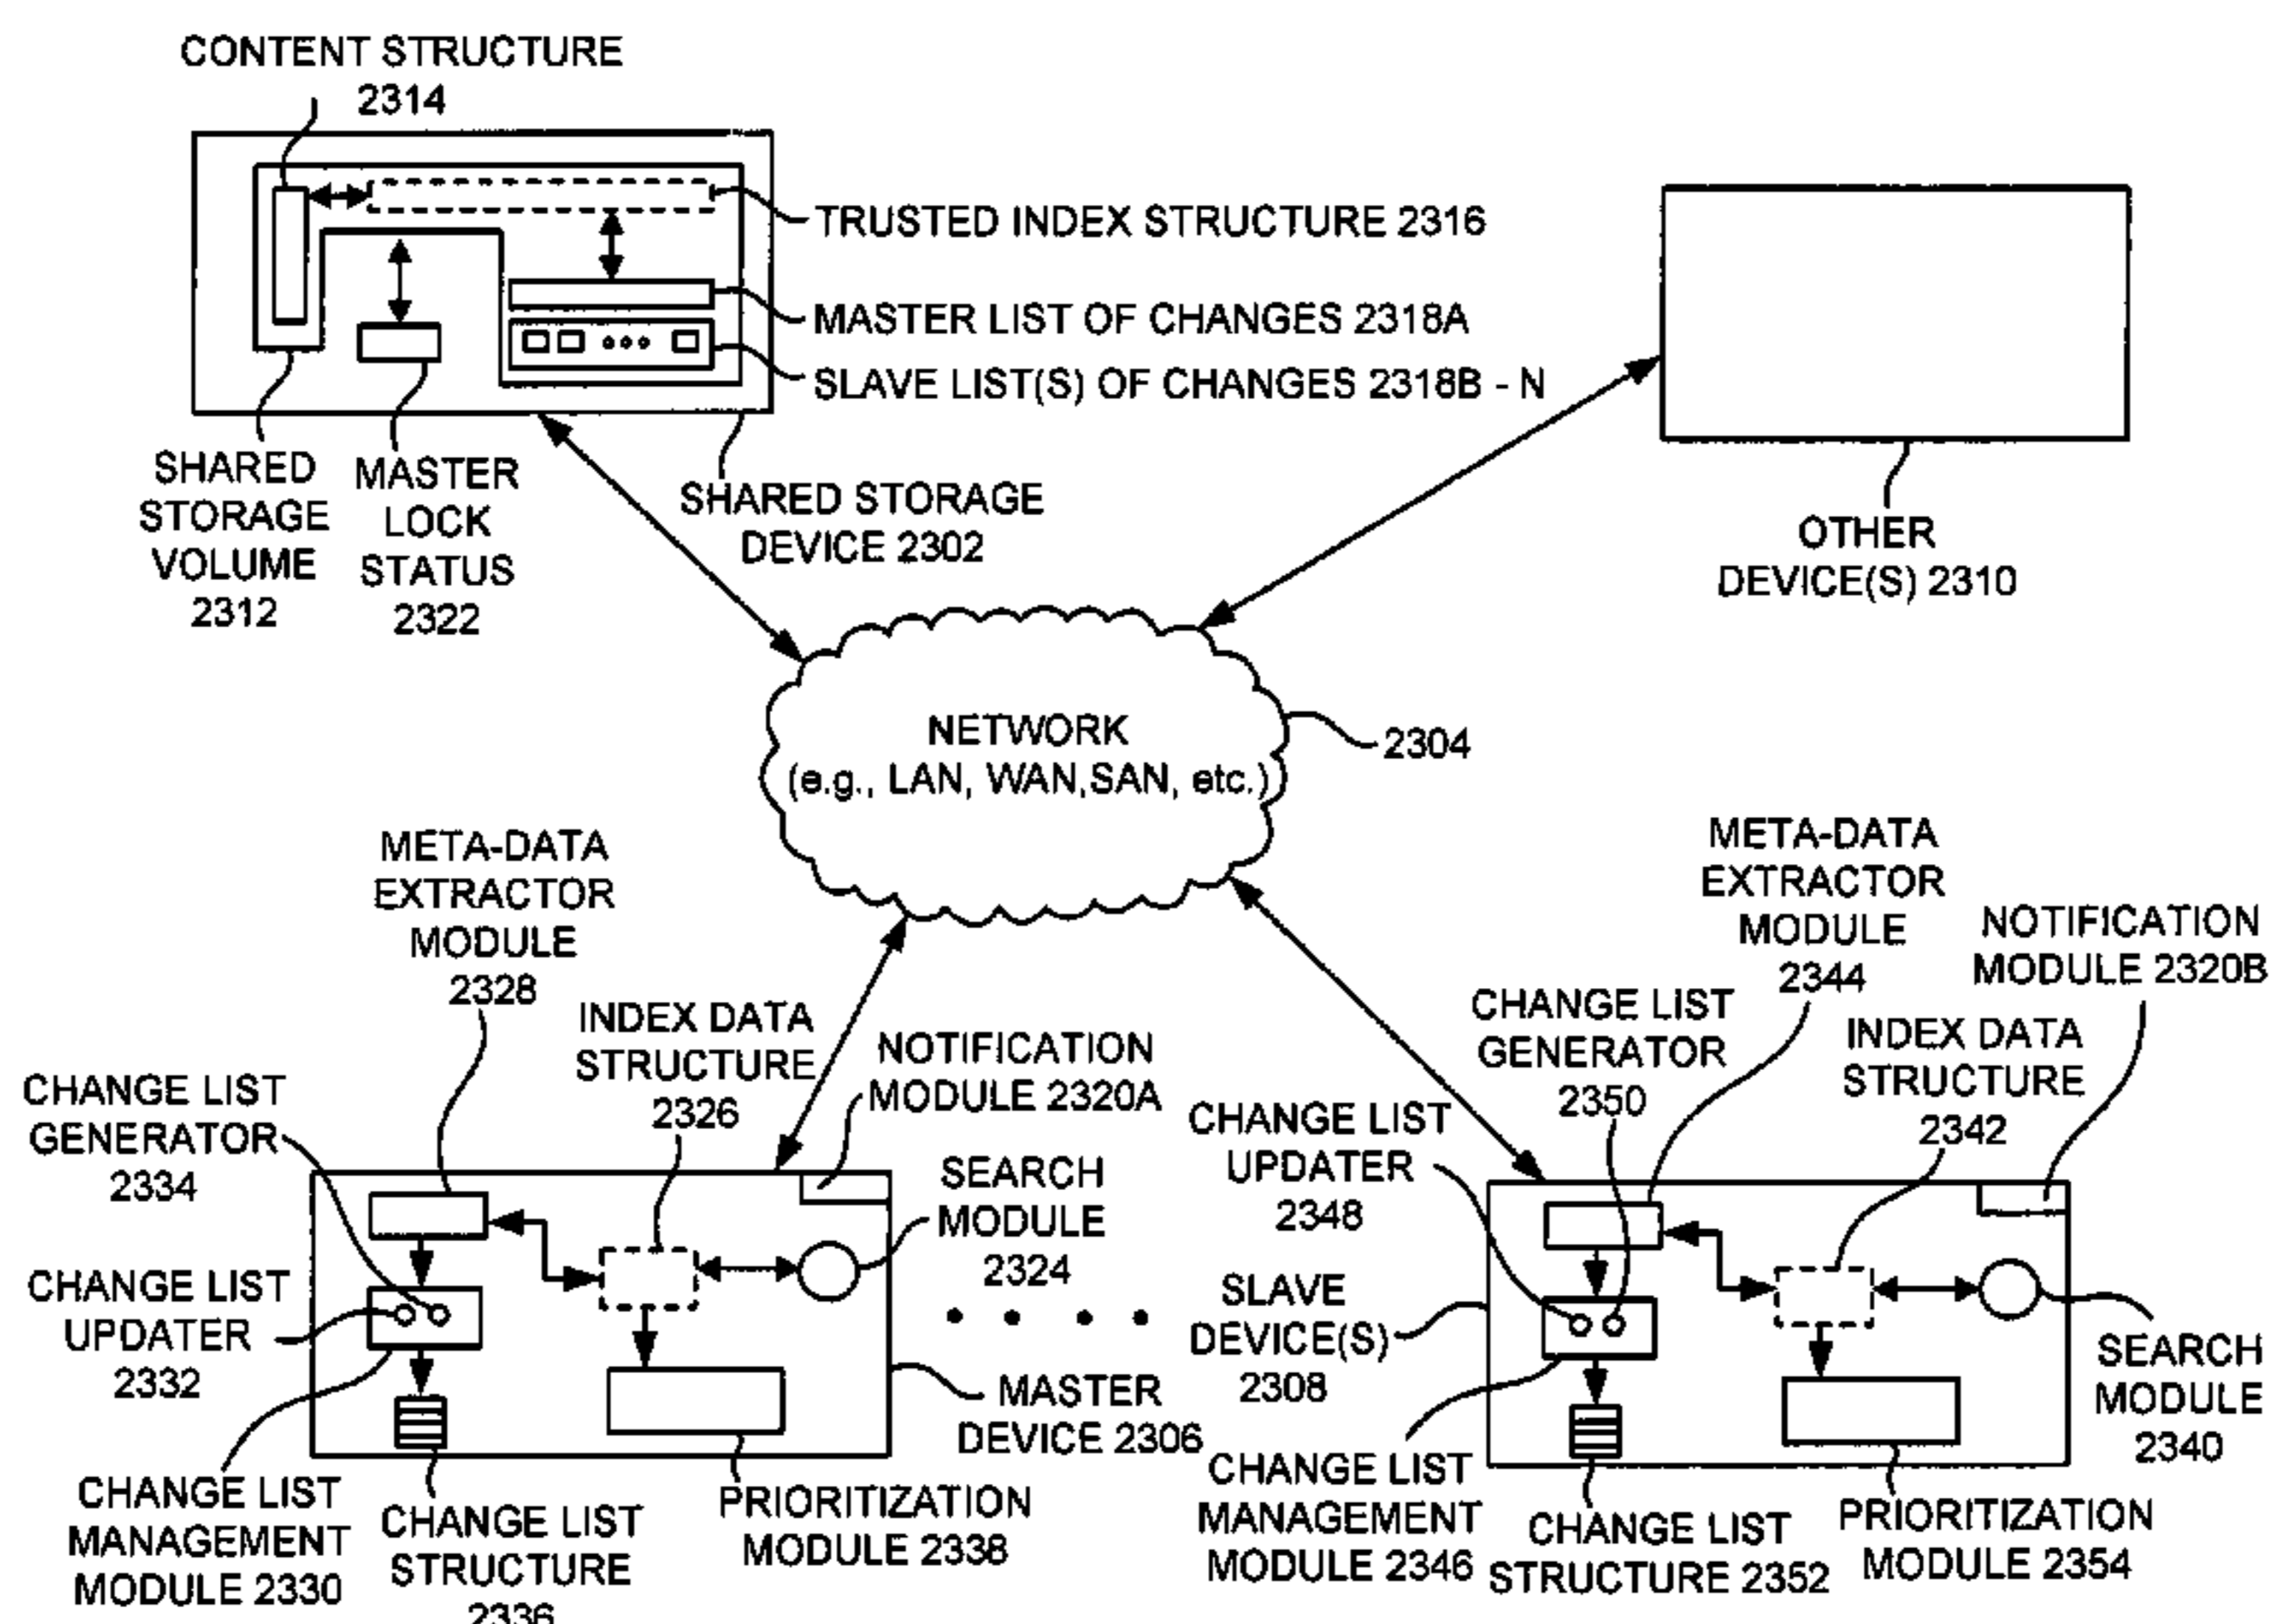 CONTENT STRUCTURE
2314
TRUSTED INDEX STRUCTURE 2316
MASTER LIST OF CHANGES 2318A
SLAVE LIST(S) OF CHANGES 2318B - N
SHARED
STORAGE
VOLUME
2312
MASTER
LOCK
STATUS
2322
SHARED STORAGE
DEVICE 2302
OTHER
DEVICE(S) 2310
NETWORK
(e.g., LAN, WAN,SAN, etc.)
2304
META-DATA
EXTRACTOR
MODULE
2328
INDEX DATA
STRUCTURE
2326
NOTIFICATION
MODULE 2320A
CHANGE LIST
GENERATOR
2334
SEARCH
MODULE
2324
CHANGE LIST
UPDATER
2332
MASTER
DEVICE 2306
CHANGE LIST
MANAGEMENT
MODULE 2330
CHANGE LIST
STRUCTURE
2336
PRIORITIZATION
MODULE 2338
META-DATA
EXTRACTOR
MODULE
2344
NOTIFICATION
MODULE 2320B
CHANGE LIST
GENERATOR
2350
INDEX DATA
STRUCTURE
2342
CHANGE LIST
UPDATER
2348
SLAVE
DEVICE(S)
2308
SEARCH
MODULE
2340
CHANGE LIST
MANAGEMENT
MODULE 2346
CHANGE LIST
STRUCTURE 2352
PRIORITIZATION
MODULE 2354